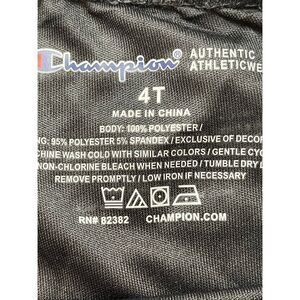 Champion® AUTHENTIC
ATHLETICWE
4T
MADE IN CHINA
BODY: 100% POLYESTER /
NG: 95% POLYESTER 5% SPANDEX / EXCLUSIVE OF DECOR
CHINE WASH COLD WITH SIMILAR COLORS / GENTLE CYC
NON-CHLORINE BLEACH WHEN NEEDED / TUMBLE DRY L
REMOVE PROMPTLY / LOW IRON IF NECESSARY
RN# 82382 CHAMPION.COM